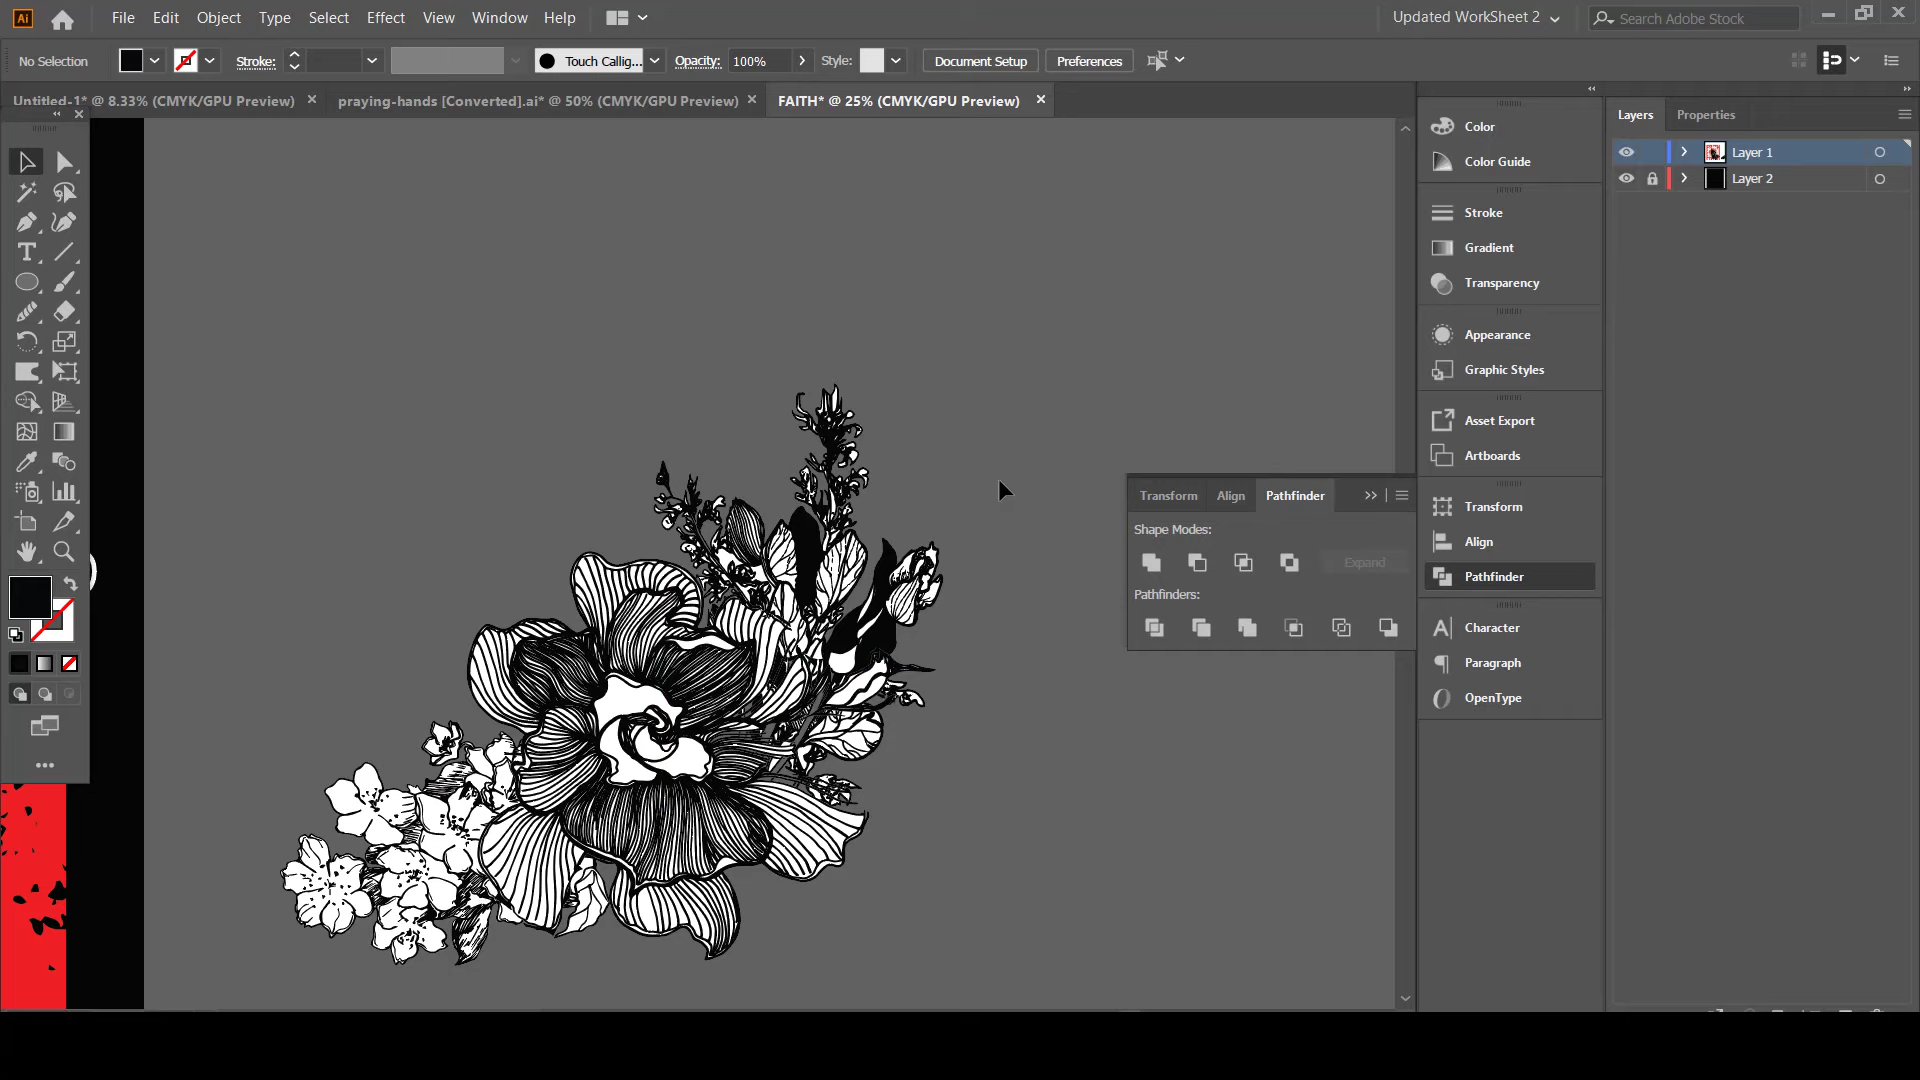 Ai File Edit Object Type Select Effect View Window Help Updated WorkSheet 2 Search Adobe Stock
No Selection Stroke: Touch Callig... Opacity: 100% Style: Document Setup Preferences
Untitled-1* @ 8.33% (CMYK/GPU Preview) praying-hands [Converted].ai* @ 50% (CMYK/GPU Preview) FAITH* @ 25% (CMYK/GPU Preview)
Layers Properties
Layer 1
Layer 2
Color
Color Guide
Stroke
Gradient
Transparency
Appearance
Graphic Styles
Asset Export
Artboards
Transform
Align
Pathfinder
Character
Paragraph
OpenType
Transform Align Pathfinder
Shape Modes:
Expand
Pathfinders: